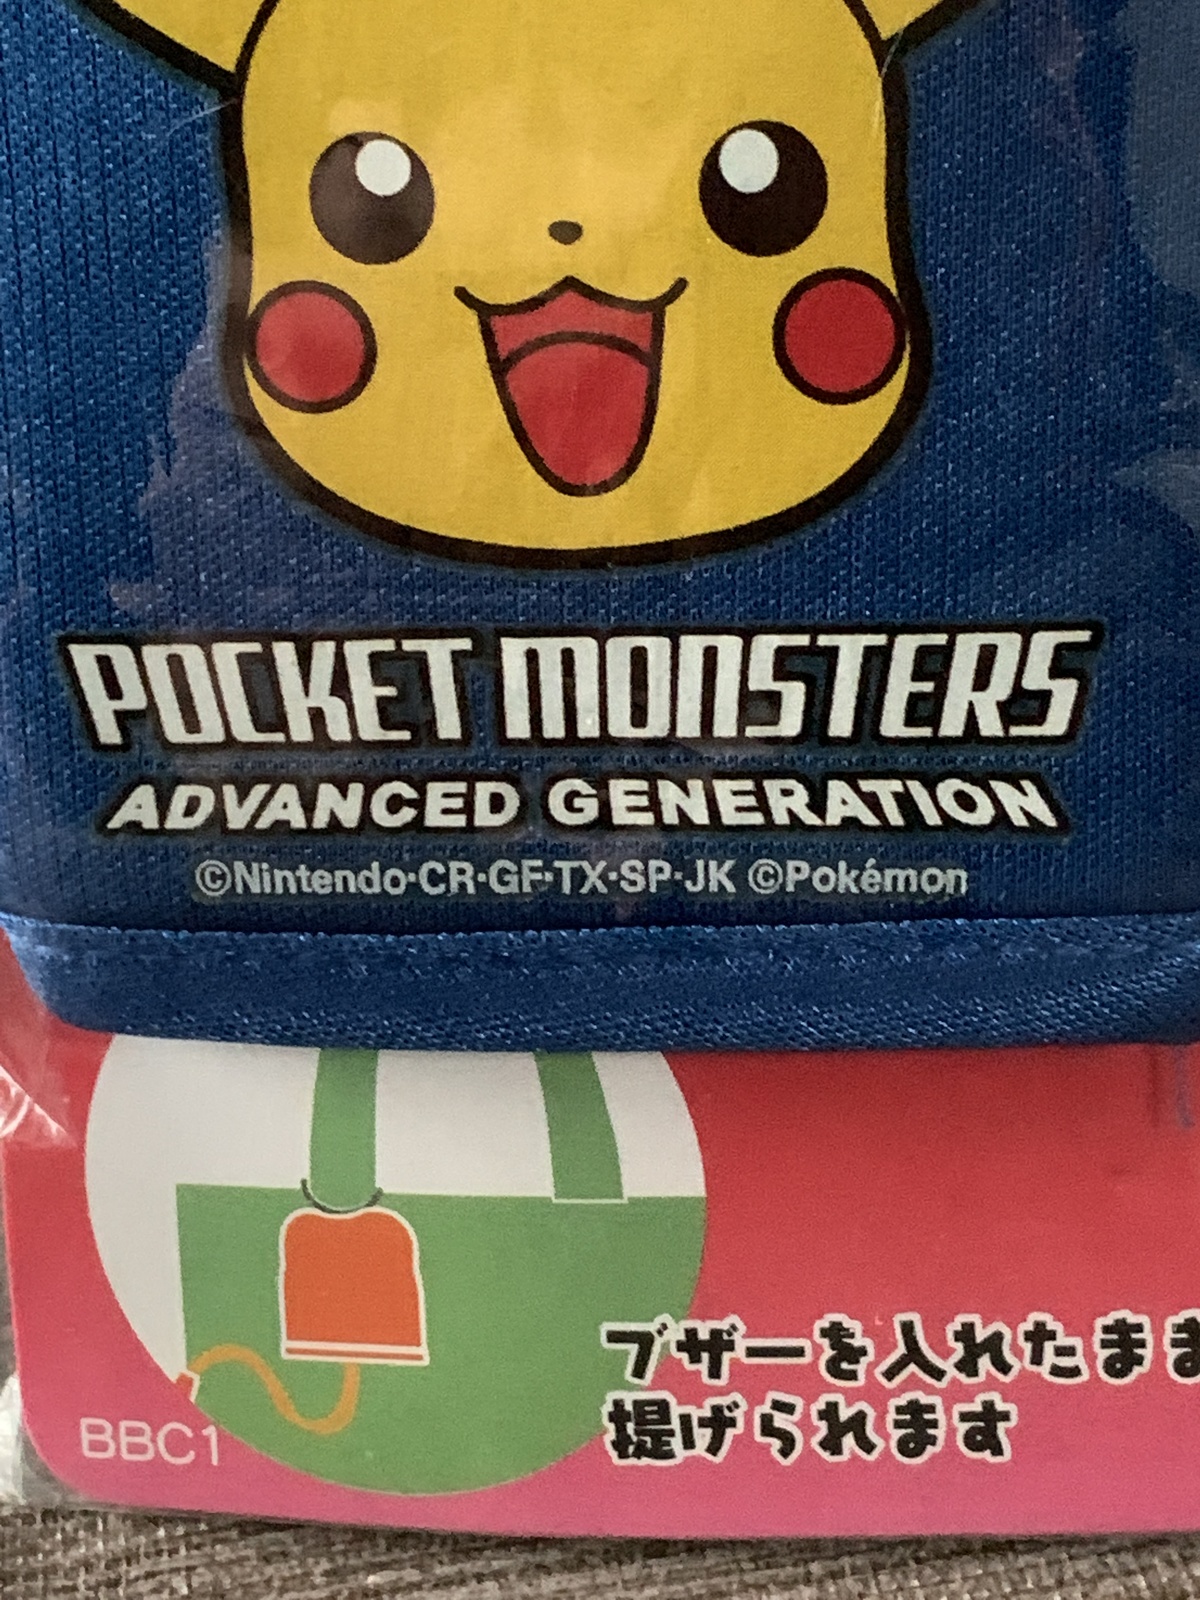 POCKET MONSTERS
ADVANCED GENERATION
©Nintendo·CR·GF·TX·SP·JK ©Pokémon
ブザーを入れたまま
提げられます
BBC1